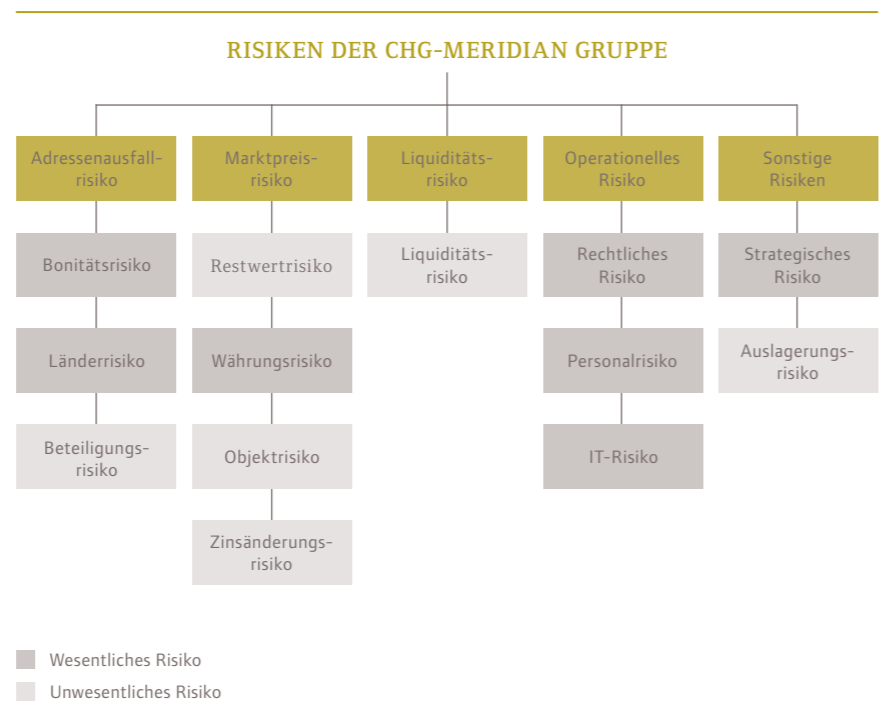 RISIKEN DER CHG-MERIDIAN GRUPPE
Adressenausfall-
risiko
Marktpreis-
risiko
Liquiditäts-
risiko
Operationelles
Risiko
Sonstige
Risiken
Bonitätsrisiko
Restwertrisiko
Liquiditäts-
risiko
Rechtliches
Risiko
Strategisches
Risiko
Länderrisiko
Währungsrisiko
Personalrisiko
Auslagerungs-
risiko
Beteiligungs-
risiko
Objektrisiko
IT-Risiko
Zinsänderungs-
risiko
Wesentliches Risiko
Unwesentliches Risiko